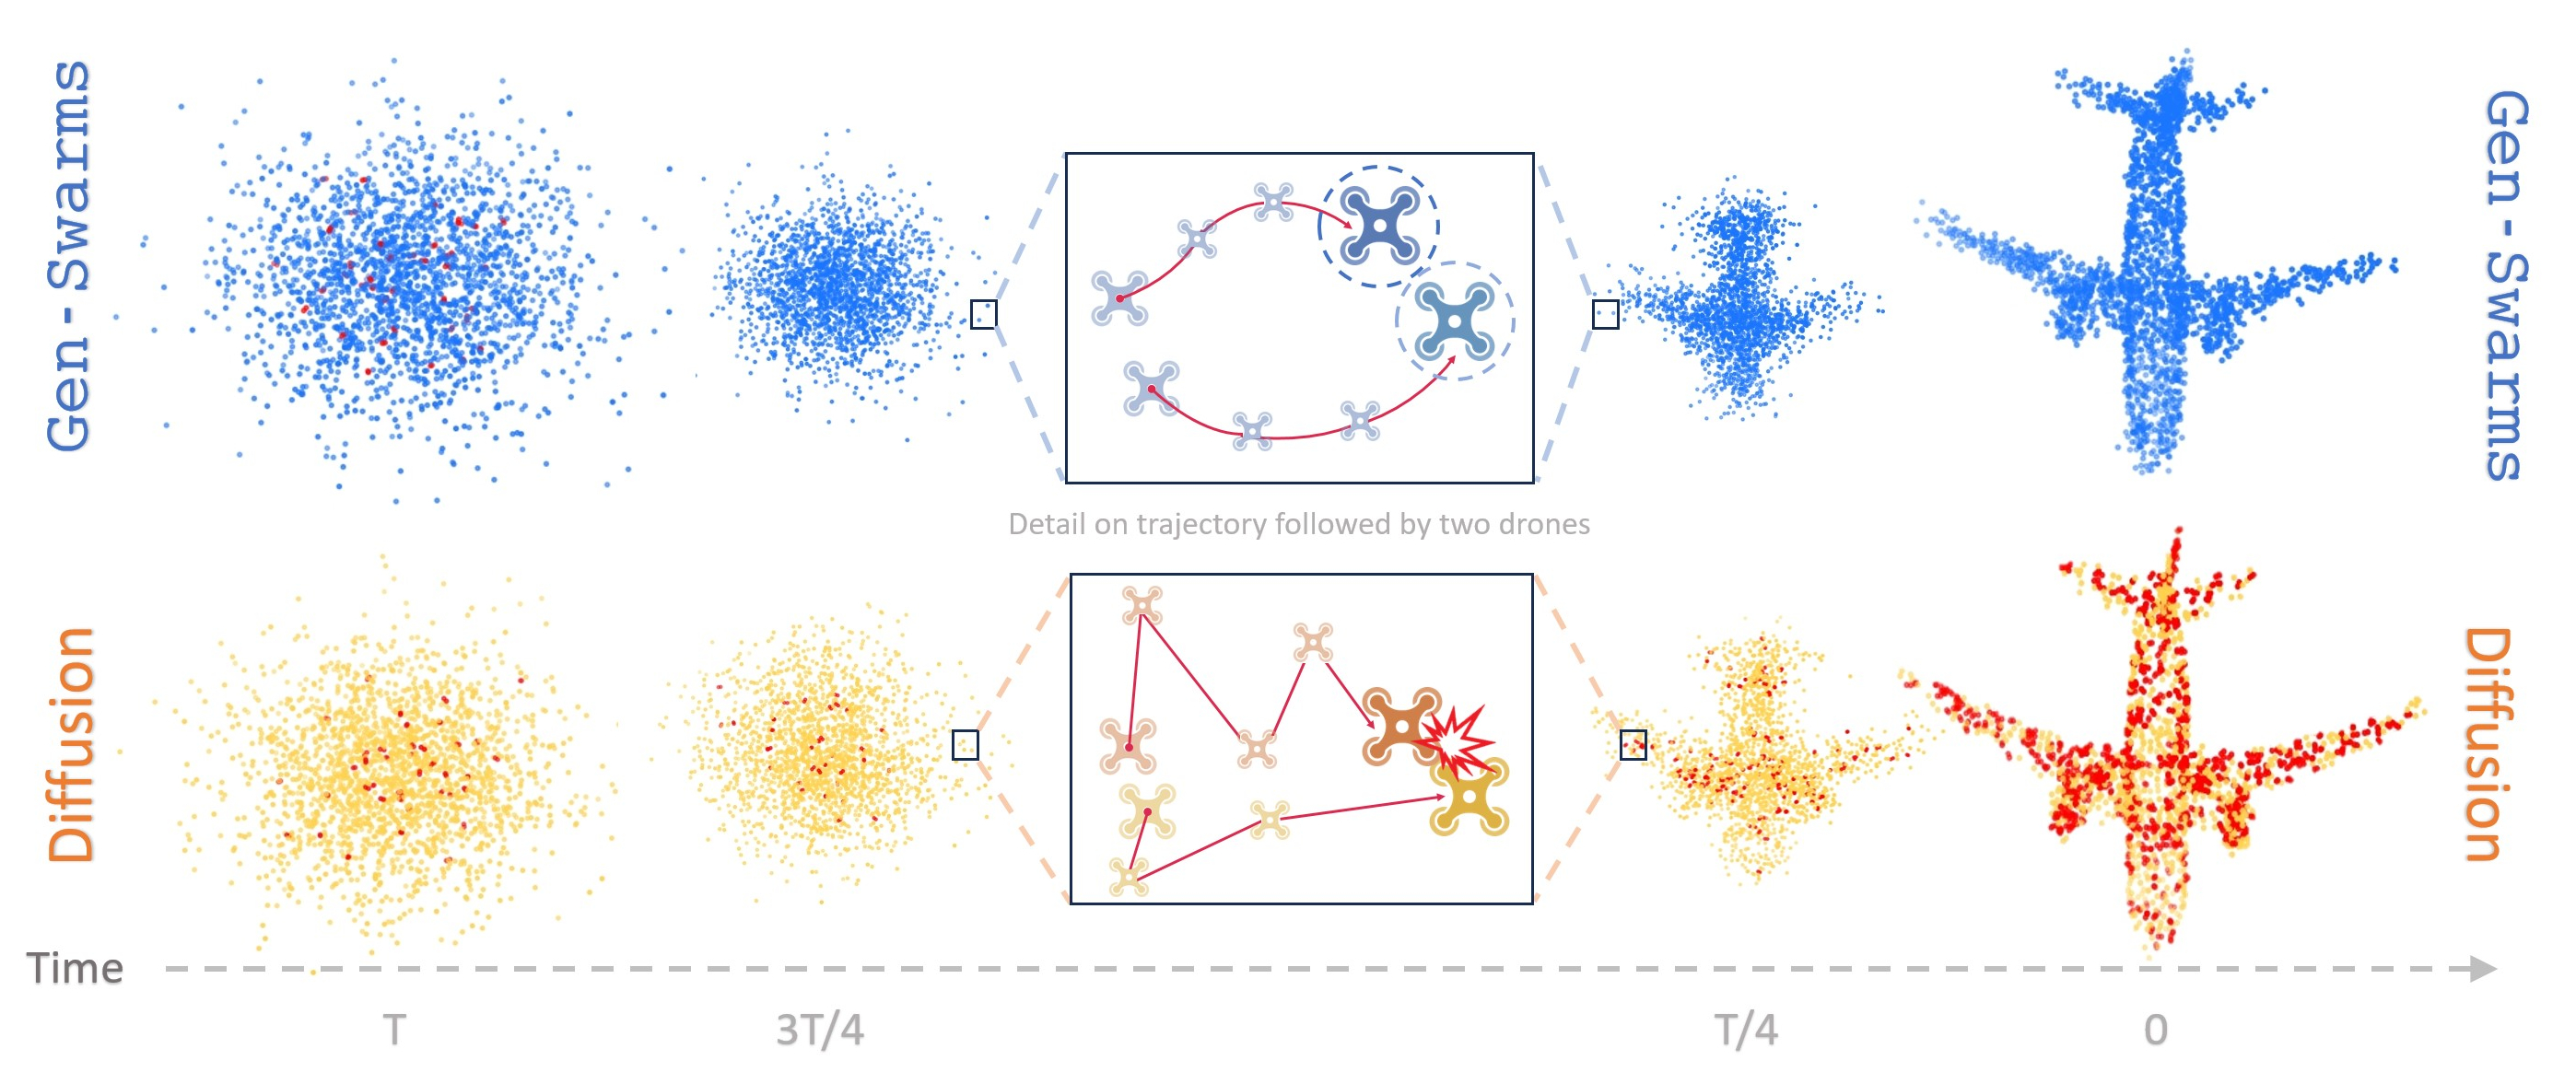 Gen - Swarms
Gen - Swarms
Detail on trajectory followed by two drones
Diffusion
Diffusion
Time
T
3T/4
T/4
0